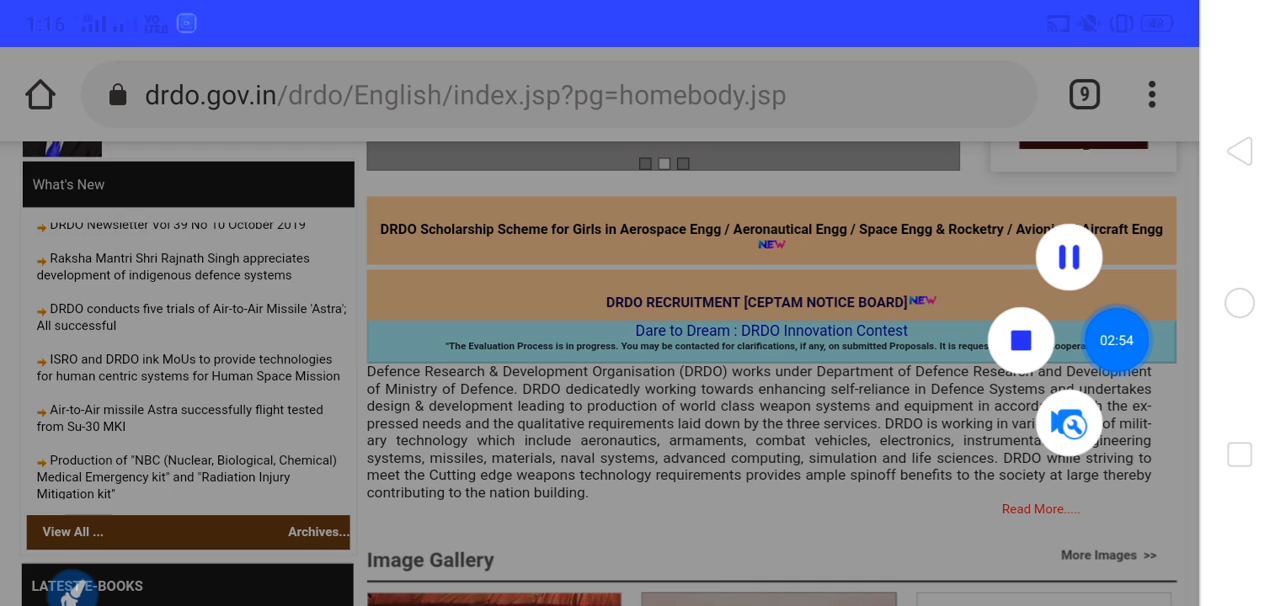 1:16
VO
LTE
48
drdo.gov.in/drdo/English/index.jsp?pg=homebody.jsp
9
What's New
DRDO Newsletter Vol 39 No 10 October 2019
Raksha Mantri Shri Rajnath Singh appreciates
development of indigenous defence systems
DRDO conducts five trials of Air-to-Air Missile 'Astra';
All successful
ISRO and DRDO ink MoUs to provide technologies
for human centric systems for Human Space Mission
Air-to-Air missile Astra successfully flight tested
from Su-30 MKI
Production of "NBC (Nuclear, Biological, Chemical)
Medical Emergency kit" and "Radiation Injury
Mitigation kit"
View All ...
Archives...
LATEST E-BOOKS
DRDO Scholarship Scheme for Girls in Aerospace Engg / Aeronautical Engg / Space Engg & Rocketry / Aircraft Engg
NEW
DRDO RECRUITMENT [CEPTAM NOTICE BOARD] NEW
Dare to Dream : DRDO Innovation Contest
"The Evaluation Process is in progress. You may be contacted for clarifications, if any, on submitted Proposals. It is
02:54
Defence Research & Development Organisation (DRDO) works under Department of Defence Research and Development
of Ministry of Defence. DRDO dedicatedly working towards enhancing self-reliance in Defence Systems and undertakes
design & development leading to production of world class weapon systems and equipment in the ex-
pressed needs and the qualitative requirements laid down by the three services. DRDO is working in of milit-
ary technology which include aeronautics, armaments, combat vehicles, electronics,
systems, missiles, materials, naval systems, advanced computing, simulation and life sciences. DRDO while striving to
meet the Cutting edge weapons technology requirements provides ample spinoff benefits to the society at large thereby
contributing to the nation building.
Read More.....
Image Gallery
More Images >>